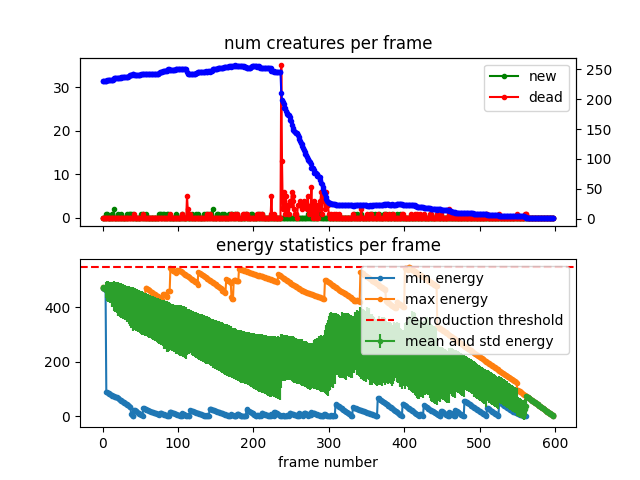 num creatures per frame
30
20
10
0
250
200
150
100
50
0
new
dead
energy statistics per frame
400
200
0
min energy
max energy
reproduction threshold
mean and std energy
0 100 200 300 400 500 600
frame number